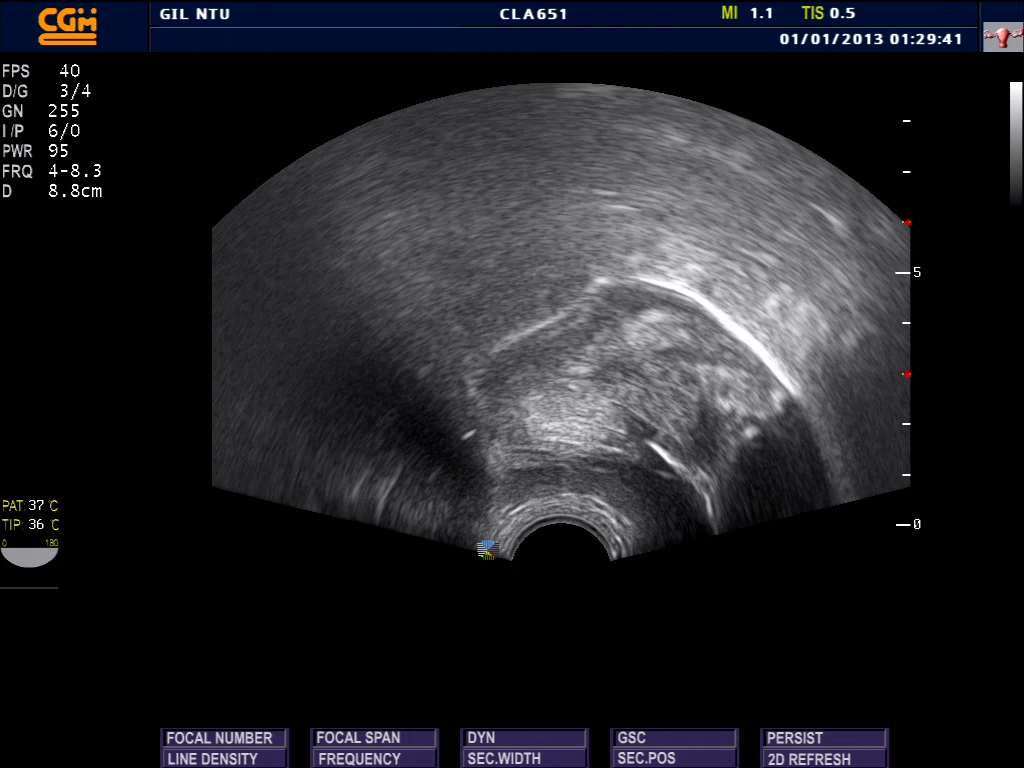 CGM
GIL NTU
CLA651
MI 1.1 TIS 0.5
01/01/2013 01:29:41
FPS 40
D/G 3/4
GN 255
I/P 6/0
PWR 95
FRQ 4-8.3
D 8.8cm
5
PAT: 37 °C
TIP: 36 °C
0 180
0
FOCAL NUMBER
FOCAL SPAN
DYN
GSC
PERSIST
LINE DENSITY
FREQUENCY
SEC.WIDTH
SEC.POS
2D REFRESH